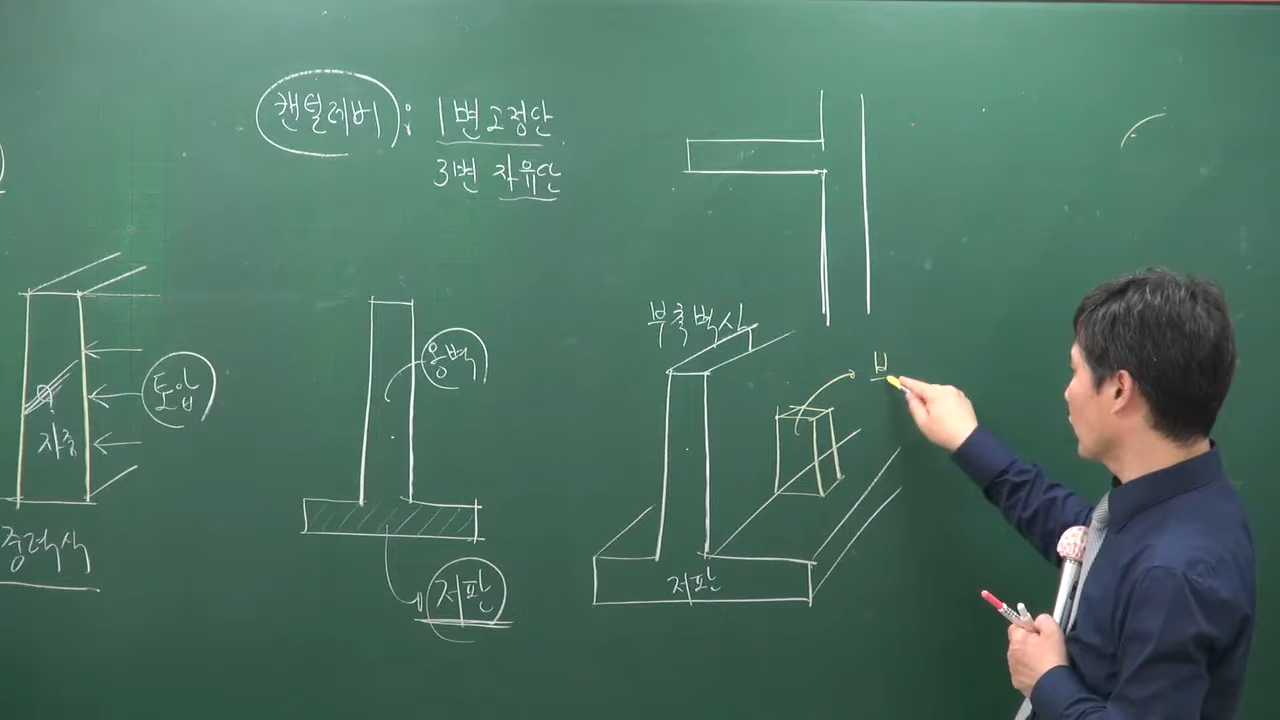 캔틸레버 : 1변 고정단
3변 자유단
토압
자중
중력식
옹벽
저판
부축벽식
저판